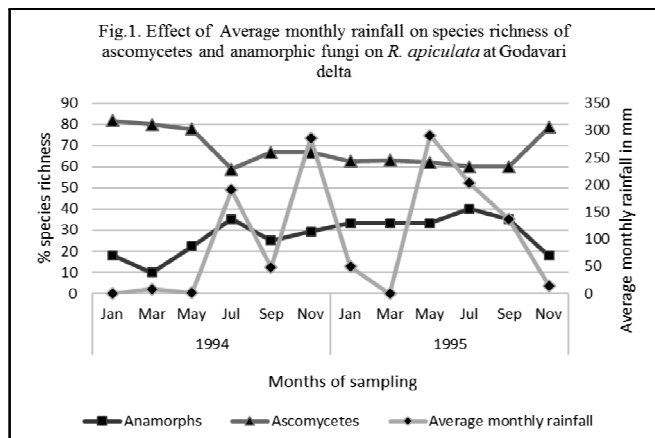 Fig.1. Effect of Average monthly rainfall on species richness of
ascomycetes and anamorphic fungi on R. apiculata at Godavari
delta
% species richness
90
80
70
60
50
40
30
20
10
0
350
300
250
200
150
100
50
0
Average monthly rainfall in mm
Jan Mar May Jul Sep Nov Jan Mar May Jul Sep Nov
1994 1995
Months of sampling
Anamorphs Ascomycetes Average monthly rainfall